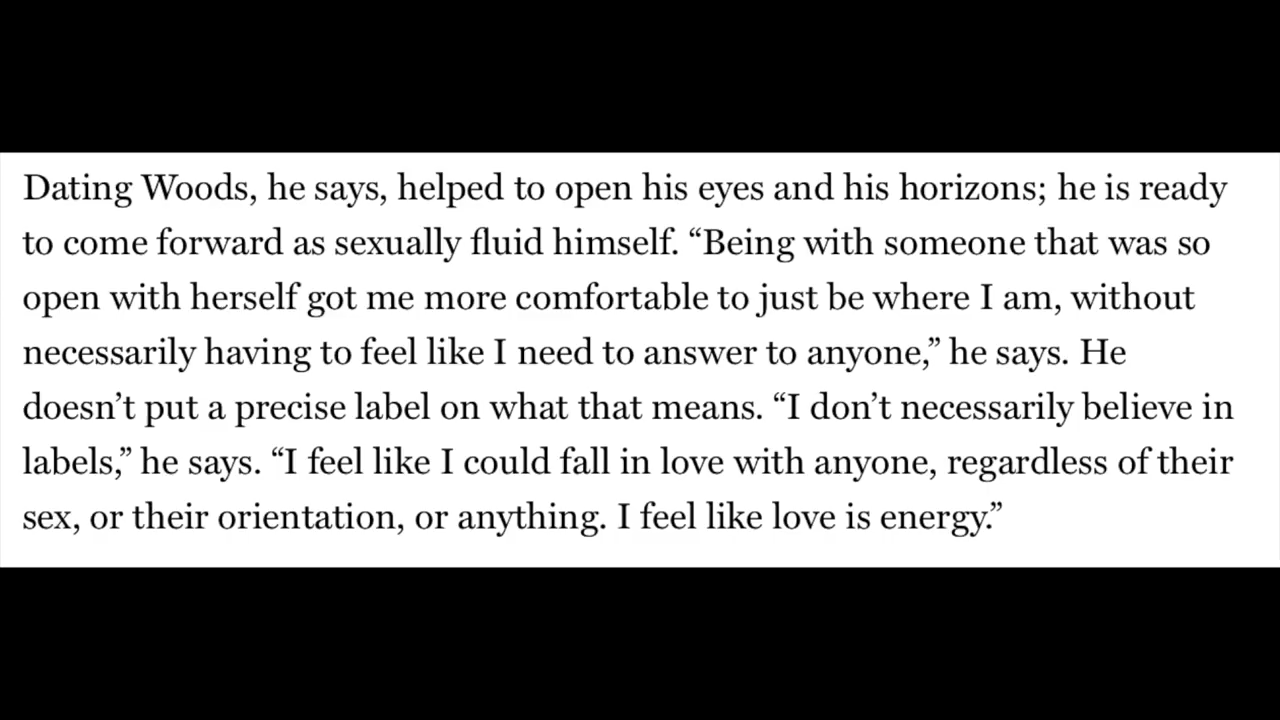 Dating Woods, he says, helped to open his eyes and his horizons; he is ready
to come forward as sexually fluid himself. “Being with someone that was so
open with herself got me more comfortable to just be where I am, without
necessarily having to feel like I need to answer to anyone,” he says. He
doesn’t put a precise label on what that means. “I don’t necessarily believe in
labels,” he says. “I feel like I could fall in love with anyone, regardless of their
sex, or their orientation, or anything. I feel like love is energy.”